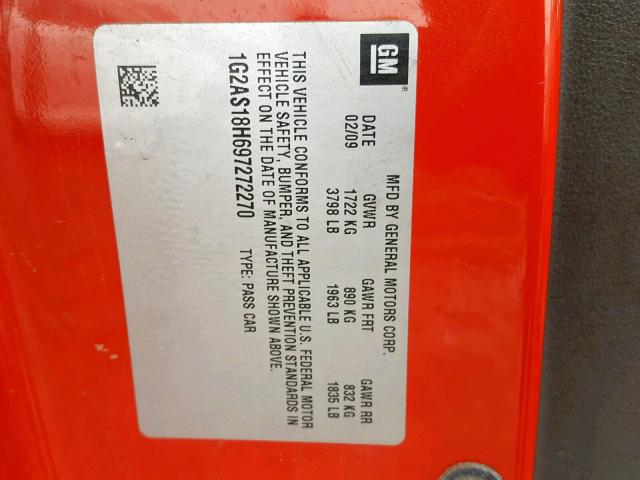 GM
MFD BY GENERAL MOTORS CORP.
DATE GVWR GAWR FRT GAWR RR
02/09 1722 KG 890 KG 832 KG
3798 LB 1963 LB 1835 LB
THIS VEHICLE CONFORMS TO ALL APPLICABLE U.S. FEDERAL MOTOR
VEHICLE SAFETY, BUMPER, AND THEFT PREVENTION STANDARDS IN
EFFECT ON THE DATE OF MANUFACTURE SHOWN ABOVE.
1G2AS18H697272270 TYPE: PASS CAR